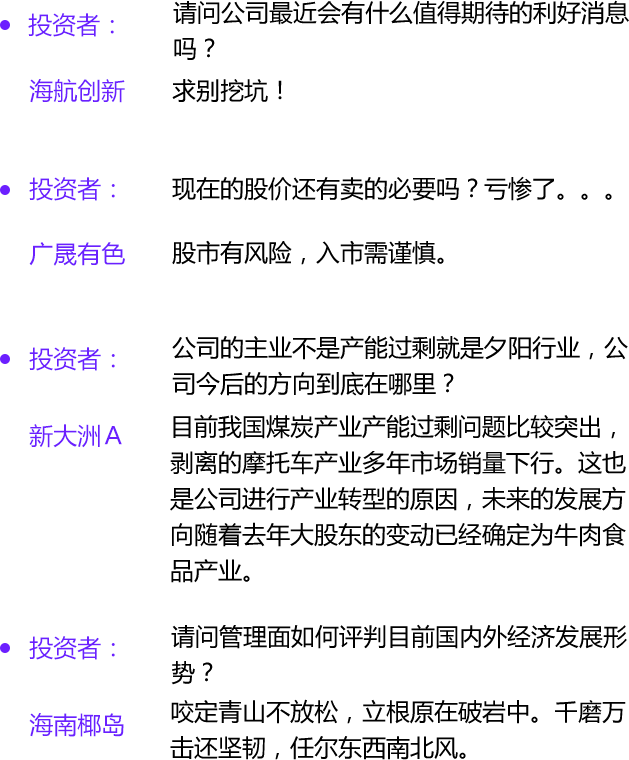 投资者：
请问公司最近会有什么值得期待的利好消息
吗？
海航创新
求别挖坑！
投资者：
现在的股价还有卖的必要吗？亏惨了。。。
广晟有色
股市有风险，入市需谨慎。
投资者：
公司的主业不是产能过剩就是夕阳行业，公
司今后的方向到底在哪里？
新大洲A
目前我国煤炭产业产能过剩问题比较突出，
剥离的摩托车产业多年市场销量下行。这也
是公司进行产业转型的原因，未来的发展方
向随着去年大股东的变动已经确定为牛肉食
品产业。
投资者：
请问管理面如何评判目前国内外经济发展形
势？
海南椰岛
咬定青山不放松，立根原在破岩中。千磨万
击还坚韧，任尔东西南北风。